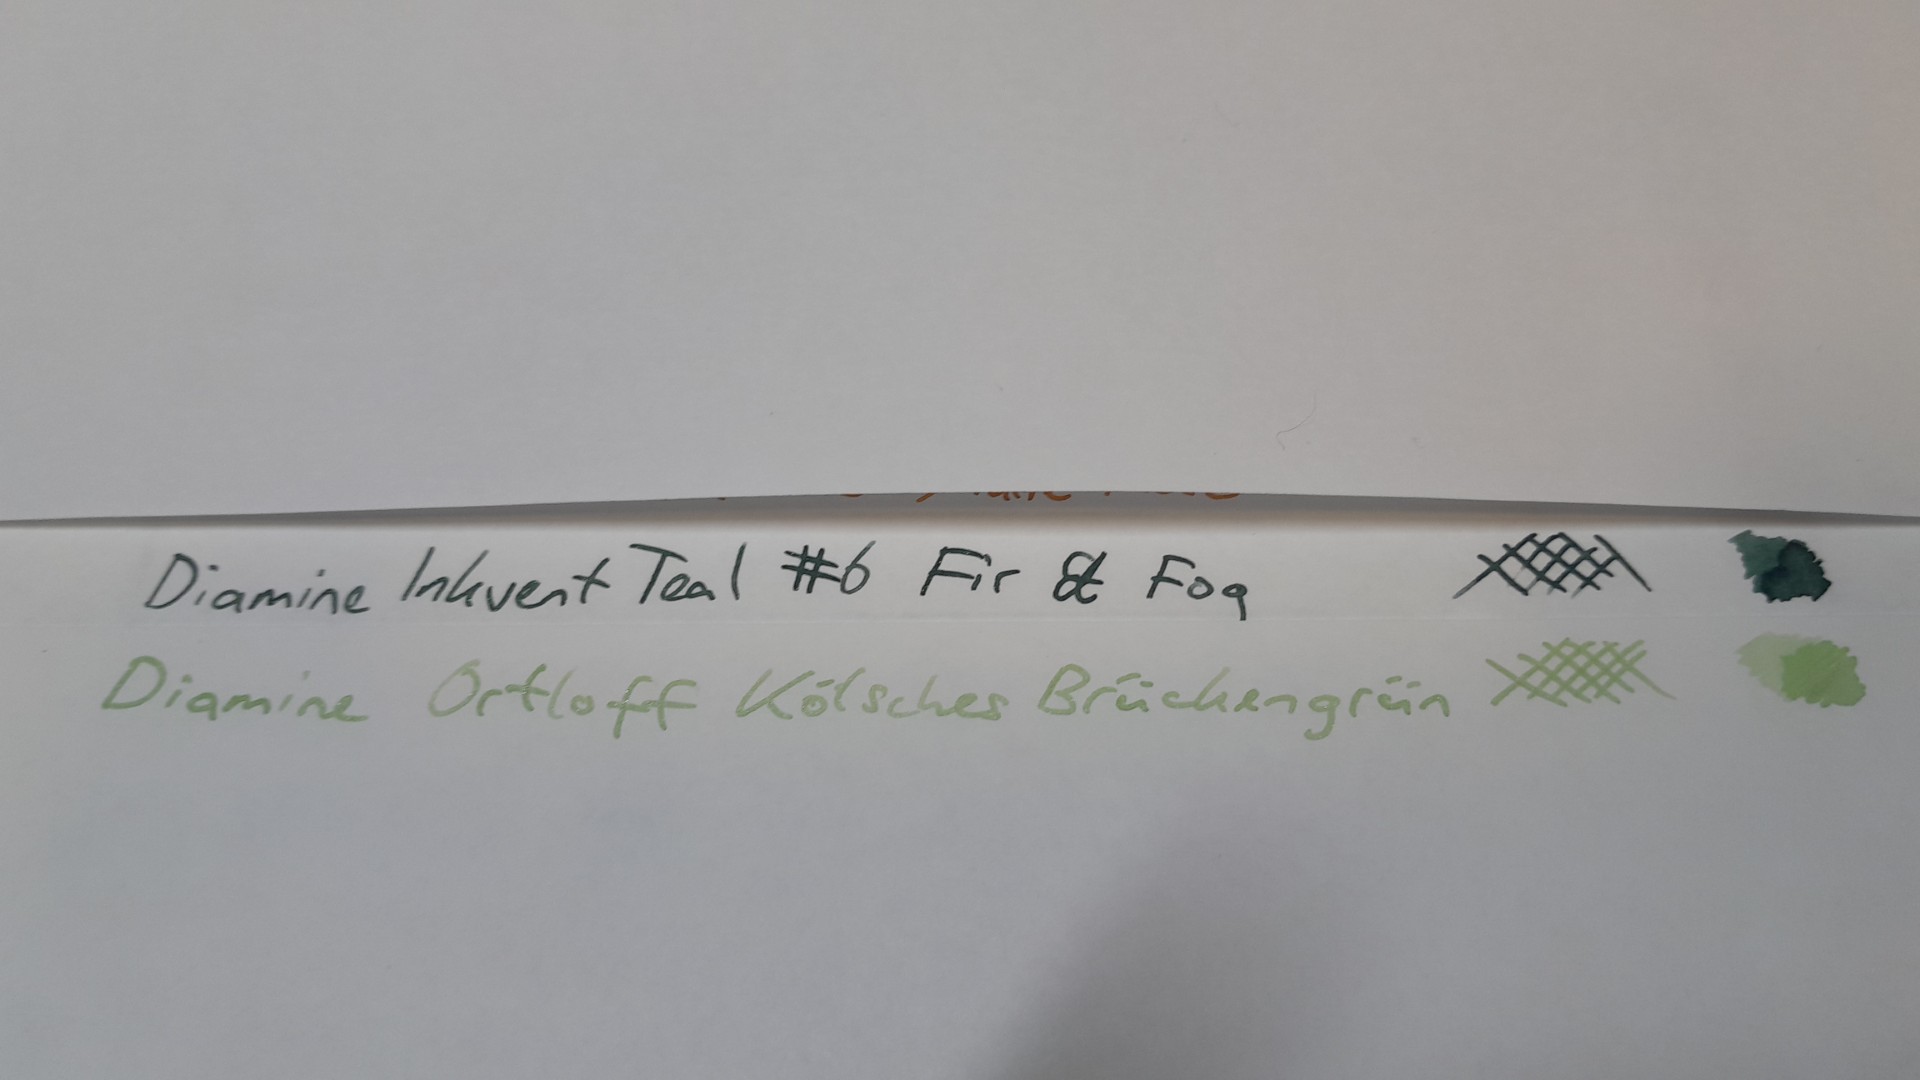 Diamine Inkvent Teal #6 Fir & Fog
Diamine Ortloff Kölsches Brückengrün